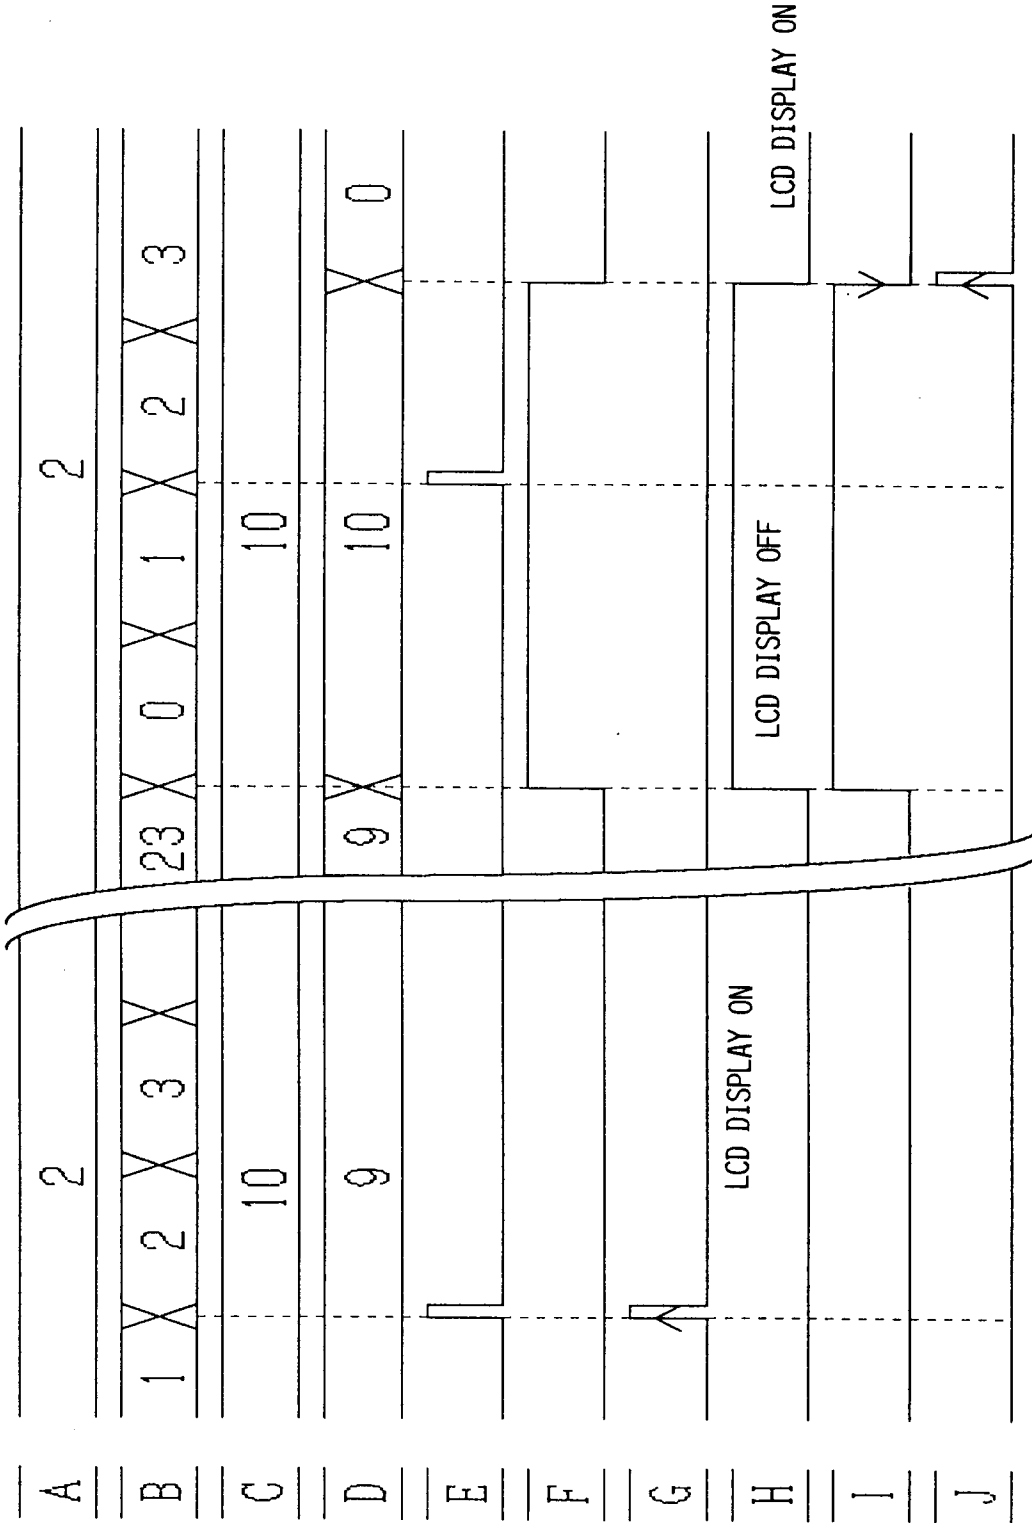 A 2 2
B 1 2 3 23 0 1 2 3
C 10 10
D 9 9 10 0
E
F
G
H LCD DISPLAY ON LCD DISPLAY OFF LCD DISPLAY ON
I
J